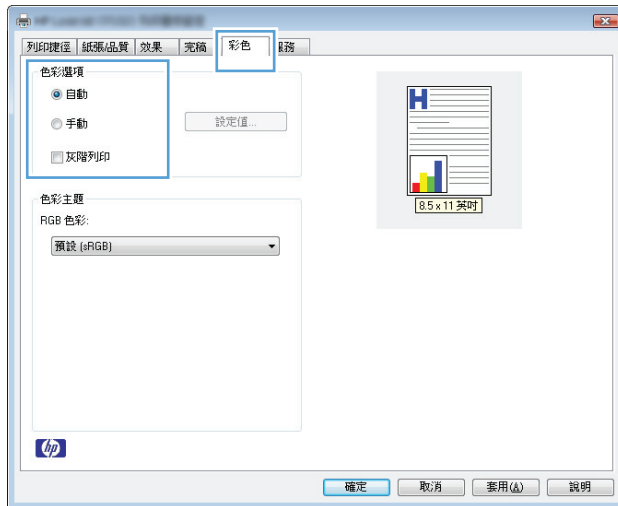 列印捷徑 紙張/品質 效果 完稿 彩色 服務
色彩選項
自動
手動
設定值...
灰階列印
色彩主題
RGB 色彩:
預設 (sRGB)
H
8.5 x 11 英吋
hp
確定 取消 套用(A) 說明